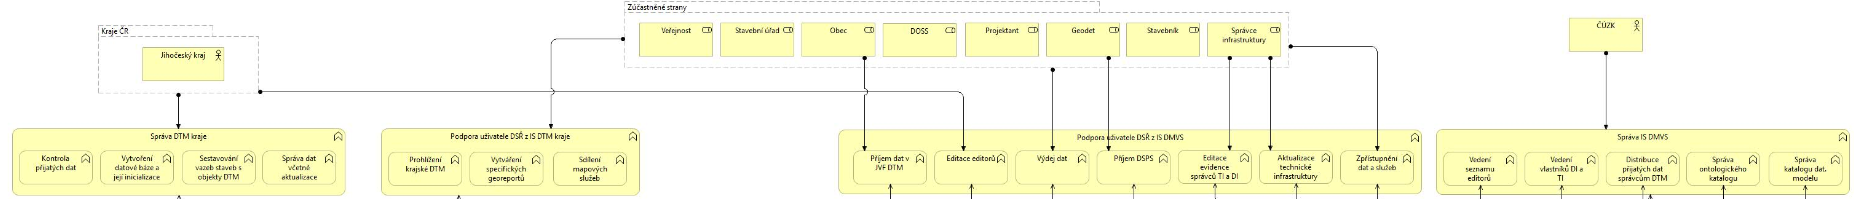 Zúčastněné strany
Kraje ČR
Jihočeský kraj
Veřejnost
Stavební úřad
Obec
DOSS
Projektant
Geodet
Stavebník
Správce
infrastruktury
ČÚZK
Správa DTM kraje
Kontrola
přijatých dat
Vytvoření
datové báze a
její inicializace
Sestavování
vazeb staveb s
objekty DTM
Správa dat
včetně
aktualizace
Podpora uživatele DSŘ z IS DTM kraje
Prohlížení
krajské DTM
Vytváření
specifických
georeportů
Sdílení
mapových
služeb
Podpora uživatele DSŘ z IS DMVS
Příjem dat v
JVF DTM
Editace editorů
Výdej dat
Příjem DSPS
Editace
evidence
správců TI a DI
Aktualizace
technické
infrastruktury
Zpřístupnění
dat a služeb
Správa IS DMVS
Vedení
seznamu
editorů
Vedení
vlastníků DI a
TI
Distribuce
přijatých dat
správcům DTM
Správa
ontologického
katalogu
Správa
katalogu dat.
modelu